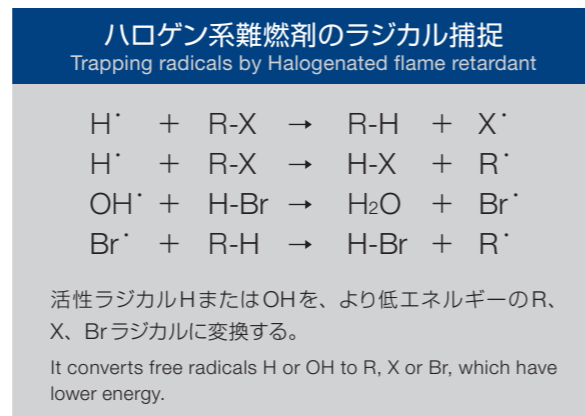 ハロゲン系難燃剤のラジカル捕捉
Trapping radicals by Halogenated flame retardant
H˙ + R-X → R-H + X˙
H˙ + R-X → H-X + R˙
OH˙ + H-Br → H₂O + Br˙
Br˙ + R-H → H-Br + R˙
活性ラジカルHまたはOHを、より低エネルギーのR、
X、Brラジカルに変換する。
It converts free radicals H or OH to R, X or Br, which have
lower energy.